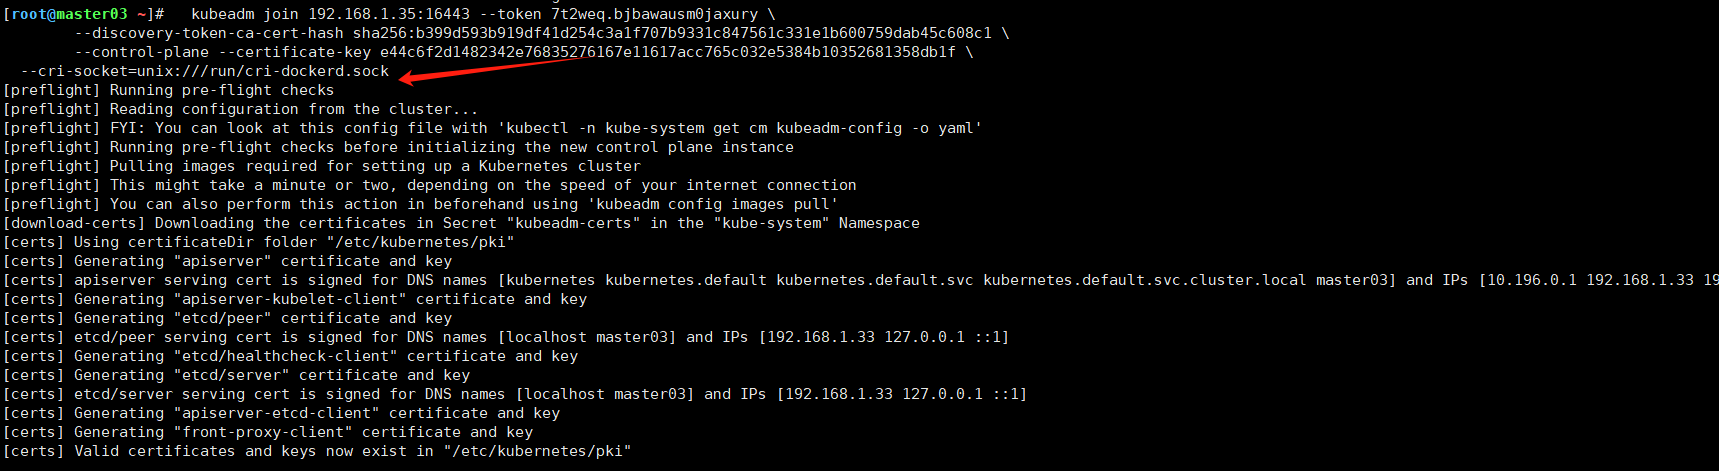 [root@master03 ~]#   kubeadm join 192.168.1.35:16443 --token 7t2weq.bjbawausm0jaxury \
        --discovery-token-ca-cert-hash sha256:b399d593b919df41d254c3a1f707b9331c847561c331e1b600759dab45c608c1 \
        --control-plane --certificate-key e44c6f2d1482342e76835276167e11617acc765c032e5384b10352681358db1f \
  --cri-socket=unix:///run/cri-dockerd.sock
[preflight] Running pre-flight checks
[preflight] Reading configuration from the cluster...
[preflight] FYI: You can look at this config file with 'kubectl -n kube-system get cm kubeadm-config -o yaml'
[preflight] Running pre-flight checks before initializing the new control plane instance
[preflight] Pulling images required for setting up a Kubernetes cluster
[preflight] This might take a minute or two, depending on the speed of your internet connection
[preflight] You can also perform this action in beforehand using 'kubeadm config images pull'
[download-certs] Downloading the certificates in Secret "kubeadm-certs" in the "kube-system" Namespace
[certs] Using certificateDir folder "/etc/kubernetes/pki"
[certs] Generating "apiserver" certificate and key
[certs] apiserver serving cert is signed for DNS names [kubernetes kubernetes.default kubernetes.default.svc kubernetes.default.svc.cluster.local master03] and IPs [10.196.0.1 192.168.1.33 19
[certs] Generating "apiserver-kubelet-client" certificate and key
[certs] Generating "etcd/peer" certificate and key
[certs] etcd/peer serving cert is signed for DNS names [localhost master03] and IPs [192.168.1.33 127.0.0.1 ::1]
[certs] Generating "etcd/healthcheck-client" certificate and key
[certs] Generating "etcd/server" certificate and key
[certs] etcd/server serving cert is signed for DNS names [localhost master03] and IPs [192.168.1.33 127.0.0.1 ::1]
[certs] Generating "apiserver-etcd-client" certificate and key
[certs] Generating "front-proxy-client" certificate and key
[certs] Valid certificates and keys now exist in "/etc/kubernetes/pki"